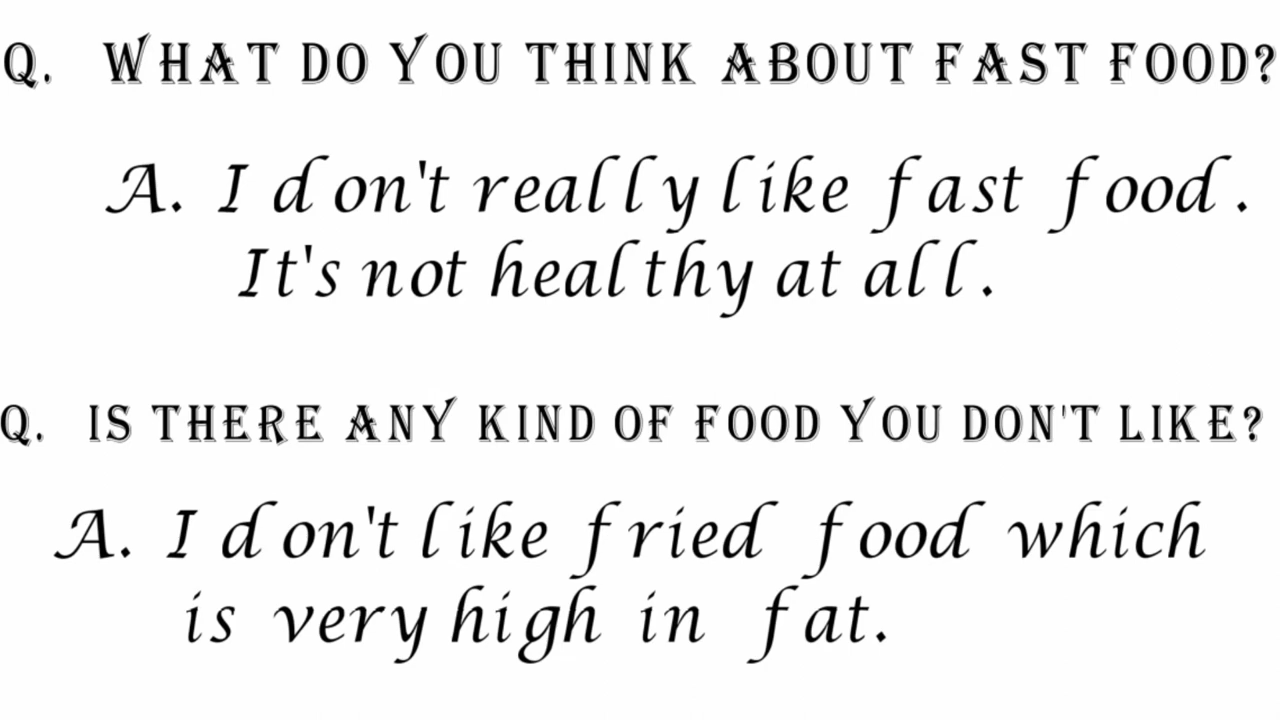 Q. WHAT DO YOU THINK ABOUT FAST FOOD?
A. I don't really like fast food.
It's not healthy at all.
Q. IS THERE ANY KIND OF FOOD YOU DON'T LIKE?
A. I don't like fried food which
is very high in fat.